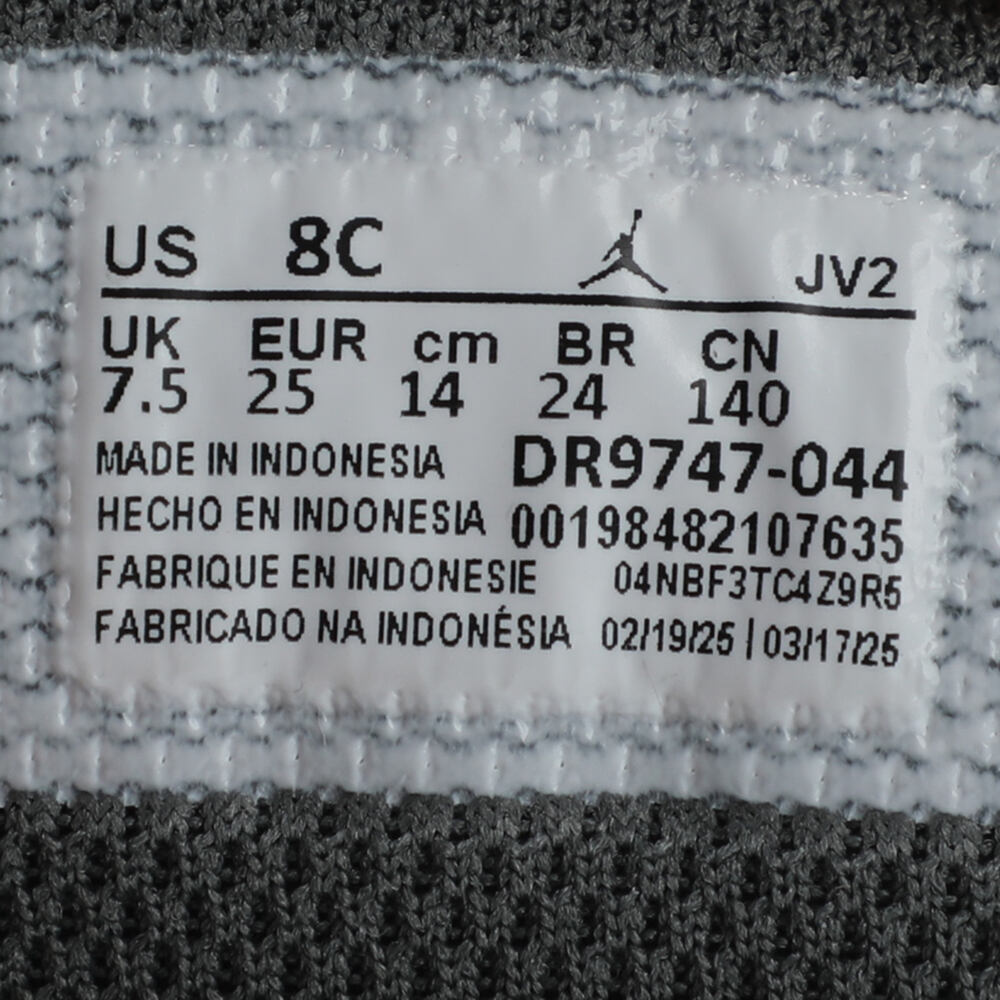 US 8C JV2
UK EUR cm BR CN
7.5 25 14 24 140
MADE IN INDONESIA DR9747-044
HECHO EN INDONESIA 00198482107635
FABRIQUE EN INDONESIE 04NBF3TC4Z9R5
FABRICADO NA INDONÉSIA 02/19/25 | 03/17/25